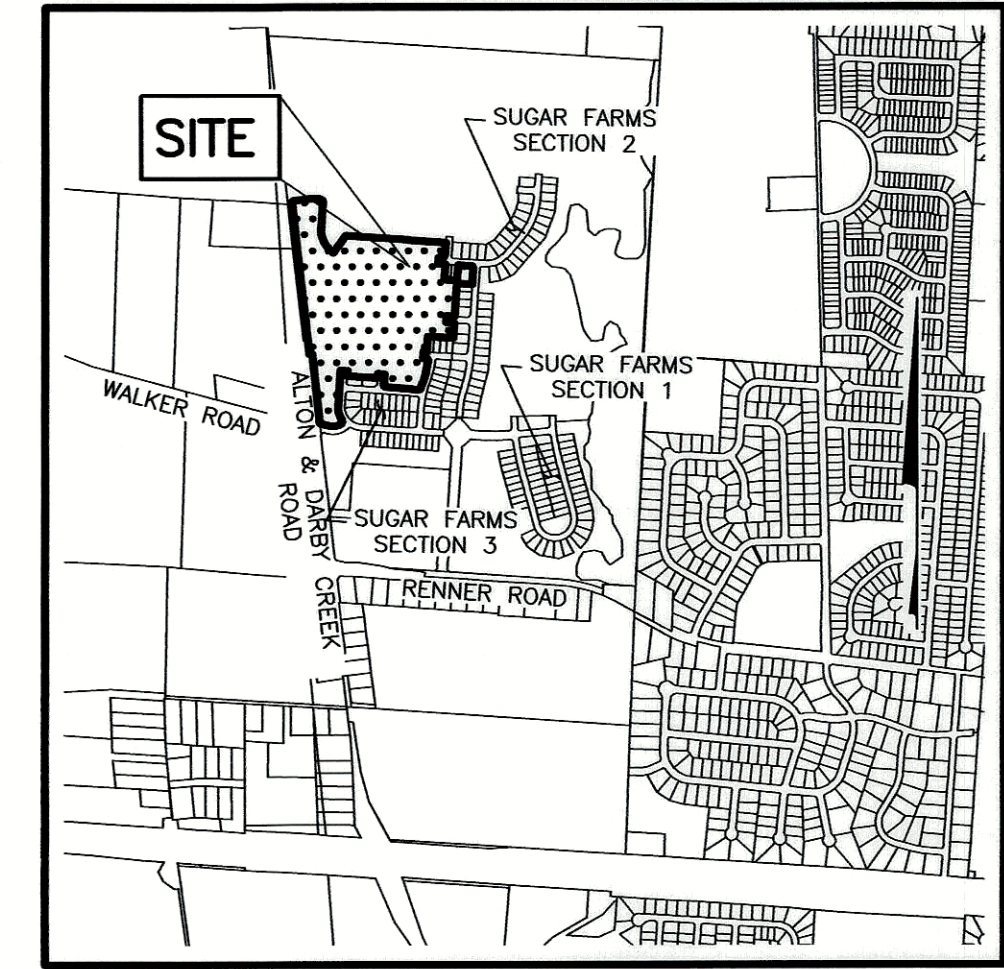 SITE
SUGAR FARMS
SECTION 2
SUGAR FARMS
SECTION 1
WALKER ROAD
ALTON & DARBY CREEK
ROAD
SUGAR FARMS
SECTION 3
RENNER ROAD